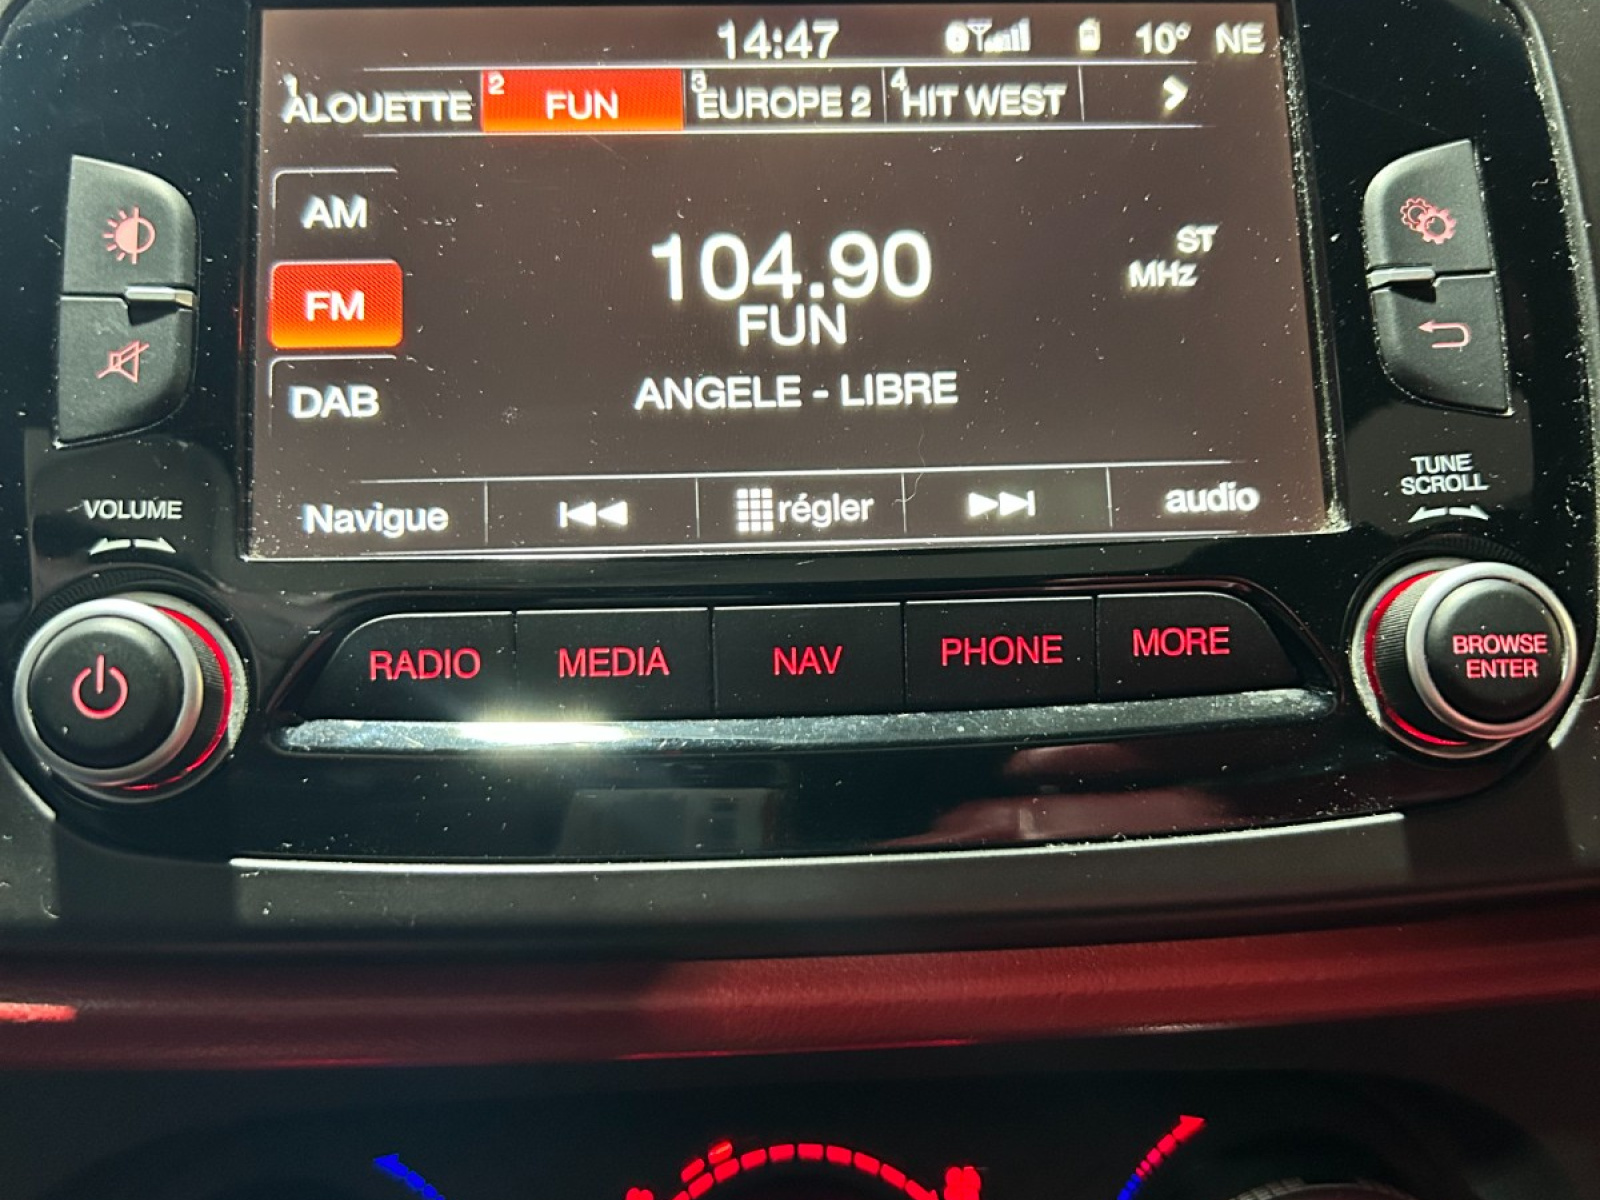 14:47 10° NE
1 ALOUETTE 2 FUN 3 EUROPE 2 4 HIT WEST
AM
FM
DAB
104.90
ST
MHz
FUN
ANGELE - LIBRE
Navigue régler audio
VOLUME
TUNE
SCROLL
RADIO MEDIA NAV PHONE MORE
BROWSE
ENTER